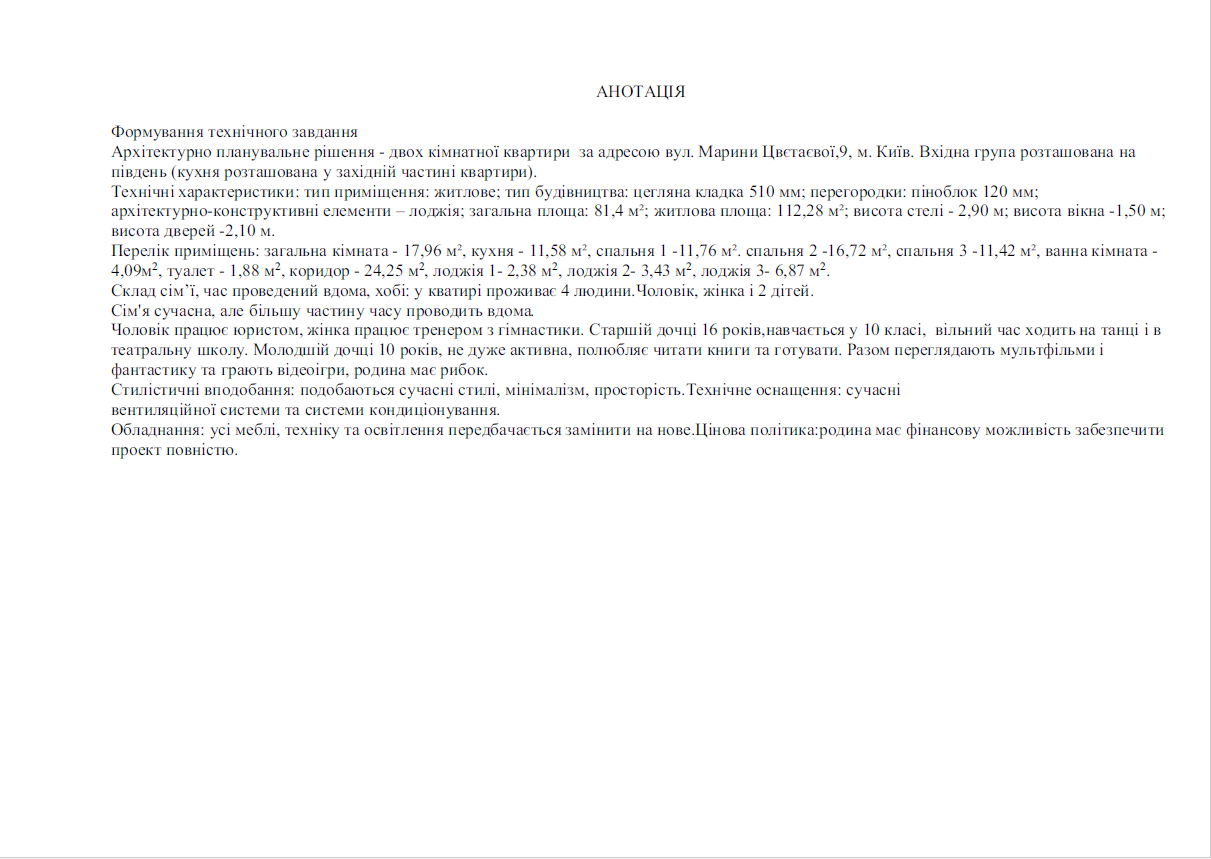 АНОТАЦІЯ
Формування технічного завдання
Архітектурно планувальне рішення - двох кімнатної квартири за адресою вул. Марини Цвєтаєвої,9, м. Київ. Вхідна група розташована на
південь (кухня розташована у західній частині квартири).
Технічні характеристики: тип приміщення: житлове; тип будівництва: цегляна кладка 510 мм; перегородки: піноблок 120 мм;
архітектурно-конструктивні елементи – лоджія; загальна площа: 81,4 м²; житлова площа: 112,28 м²; висота стелі - 2,90 м; висота вікна -1,50 м;
висота дверей -2,10 м.
Перелік приміщень: загальна кімната - 17,96 м², кухня - 11,58 м², спальня 1 -11,76 м². спальня 2 -16,72 м², спальня 3 -11,42 м², ванна кімната -
4,09м², туалет - 1,88 м², коридор - 24,25 м², лоджія 1- 2,38 м², лоджія 2- 3,43 м², лоджія 3- 6,87 м².
Склад сім’ї, час проведений вдома, хобі: у кватирі проживає 4 людини.Чоловік, жінка і 2 дітей.
Сім'я сучасна, але більшу частину часу проводить вдома.
Чоловік працює юристом, жінка працює тренером з гімнастики. Старшій дочці 16 років,навчається у 10 класі, вільний час ходить на танці і в
театральну школу. Молодшій дочці 10 років, не дуже активна, полюбляє читати книги та готувати. Разом переглядають мультфільми і
фантастику та грають відеоігри, родина має рибок.
Стилістичні вподобання: подобаються сучасні стилі, мінімалізм, просторість.Технічне оснащення: сучасні
вентиляційної системи та системи кондиціонування.
Обладнання: усі меблі, техніку та освітлення передбачається замінити на нове.Цінова політика:родина має фінансову можливість забезпечити
проект повністю.